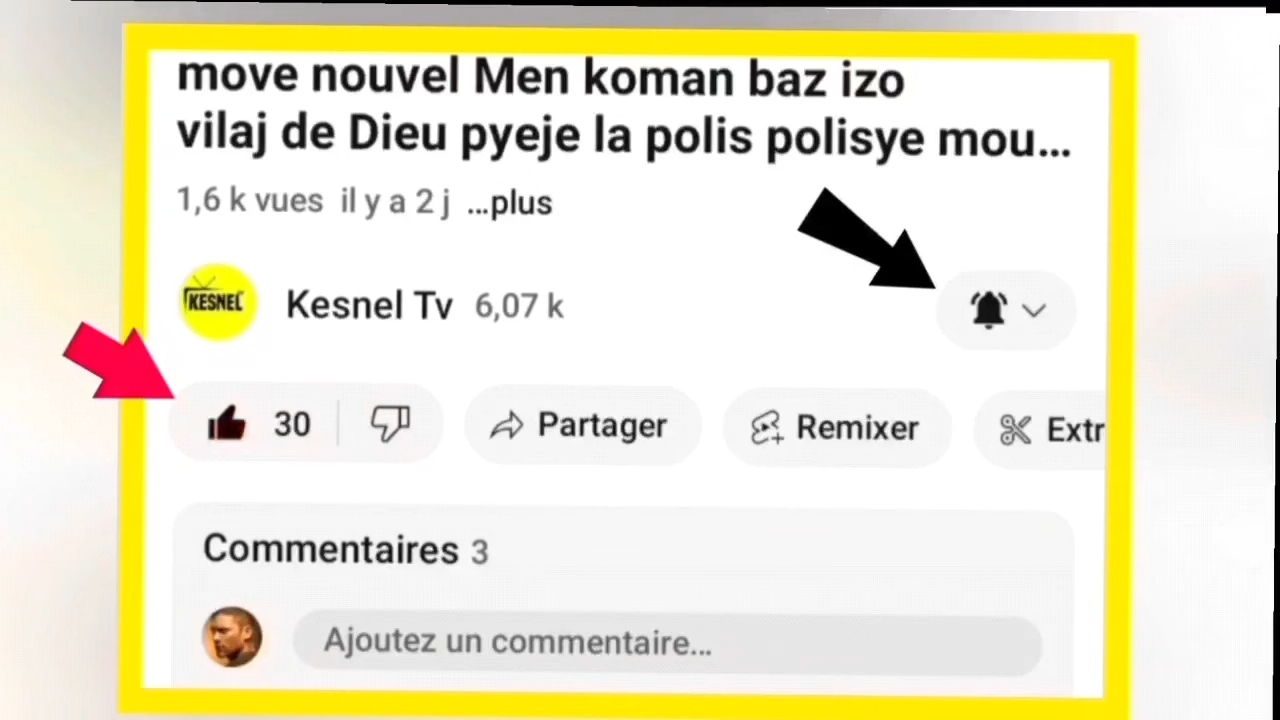 move nouvel Men koman baz izo
vilaj de Dieu pyeje la polis polisye mou...
1,6 k vues il y a 2 j ...plus
KESNEL
Kesnel Tv 6,07 k
30
Partager
Remixer
Extr
Commentaires 3
Ajoutez un commentaire...